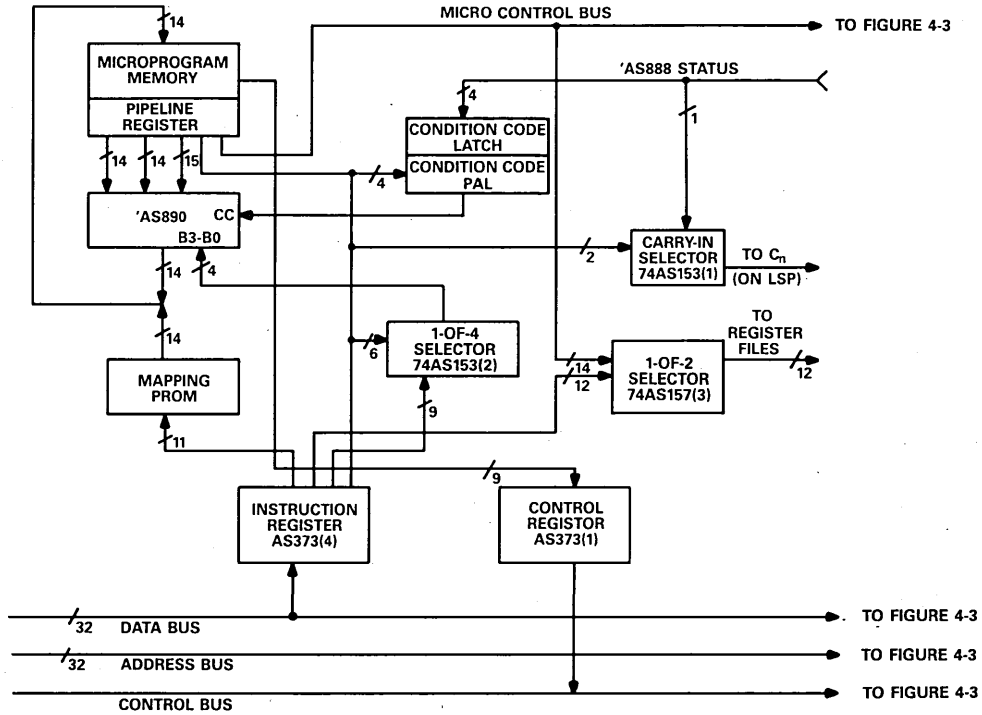 MICRO CONTROL BUS
TO FIGURE 4-3
14
MICROPROGRAM
MEMORY
PIPELINE
REGISTER
'AS888 STATUS
4
1
CONDITION CODE
LATCH
CONDITION CODE
PAL
14
14
15
4
'AS890
CC
B3-B0
2
CARRY-IN
SELECTOR
74AS153(1)
TO Cn
(ON LSP)
14
4
14
6
1-OF-4
SELECTOR
74AS153(2)
TO
REGISTER
FILES
12
14
12
1-OF-2
SELECTOR
74AS157(3)
MAPPING
PROM
9
11
9
INSTRUCTION
REGISTER
AS373(4)
CONTROL
REGISTOR
AS373(1)
32
DATA BUS
TO FIGURE 4-3
32
ADDRESS BUS
TO FIGURE 4-3
CONTROL BUS
TO FIGURE 4-3